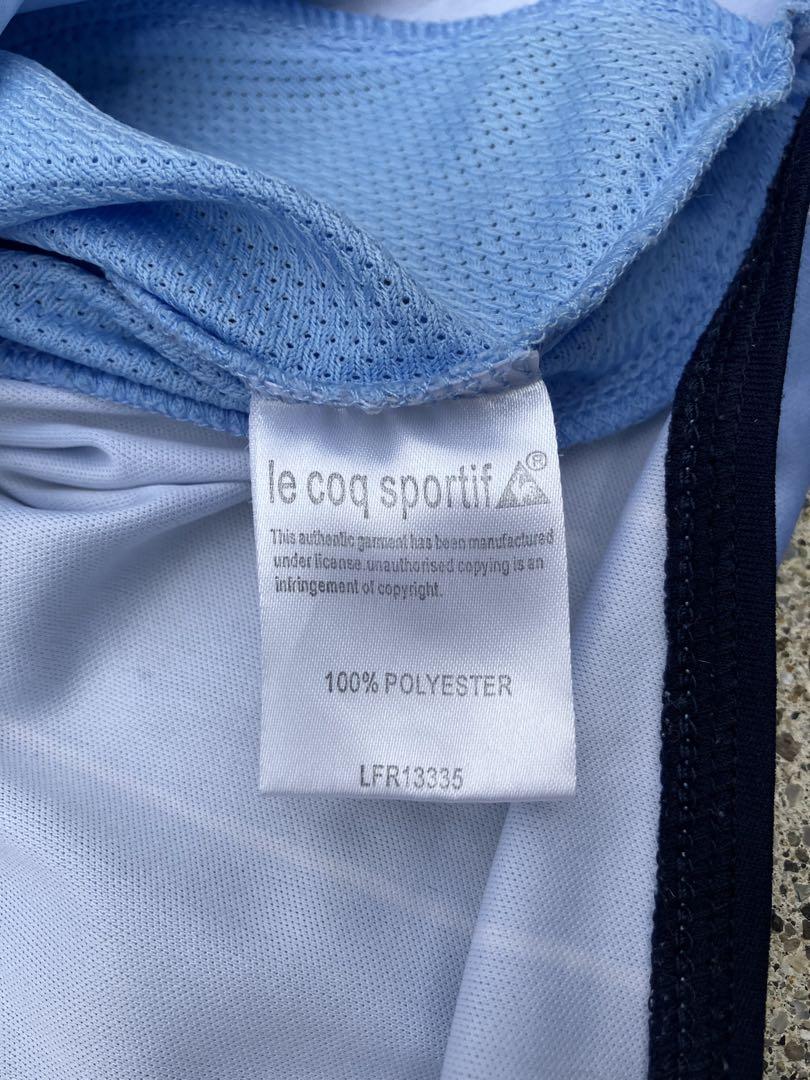 le coq sportif ®
This authentic garment has been manufactured
under license.unauthorised copying is an
infringement of copyright.
100% POLYESTER
LFR13335